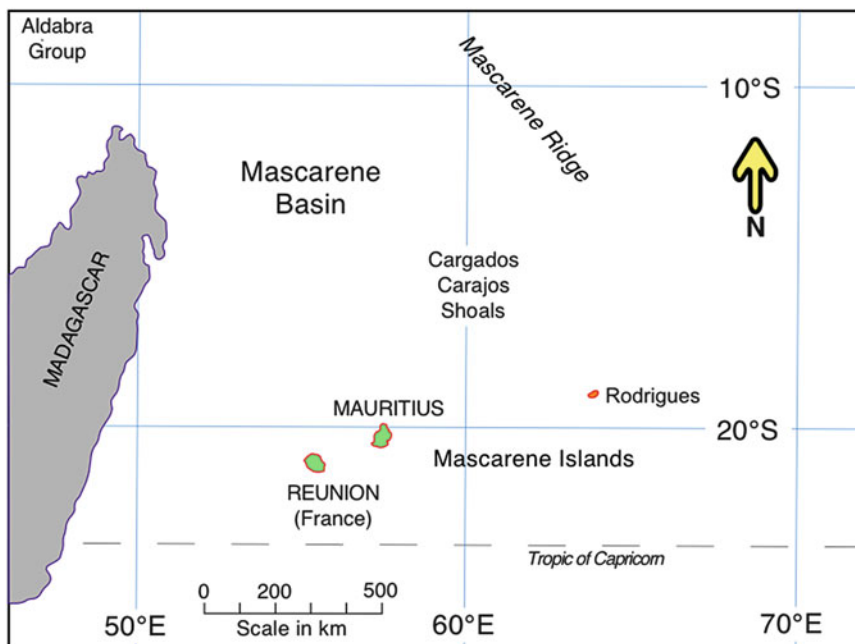 Aldabra
Group
Mascarene Ridge
10°S
Mascarene
Basin
N
MADAGASCAR
Cargados
Carajos
Shoals
Rodrigues
MAURITIUS
20°S
Mascarene Islands
REUNION
(France)
Tropic of Capricorn
0 200 500
Scale in km
50°E 60°E 70°E